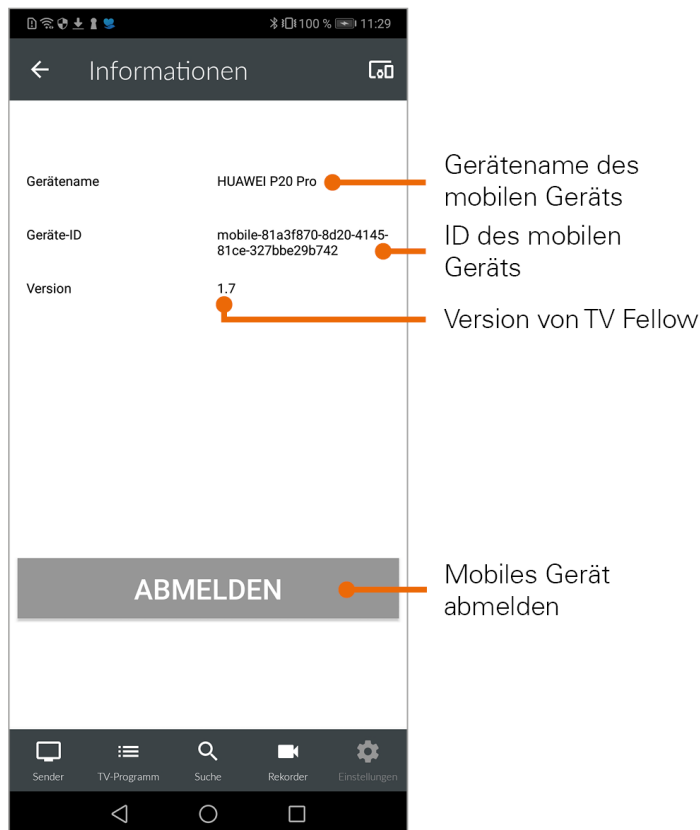 100 % 11:29
Informationen
Gerätename HUAWEI P20 Pro
Gerätename des
mobilen Geräts
Geräte-ID mobile-81a3f870-8d20-4145-
81ce-327bbe29b742
ID des mobilen
Geräts
Version 1.7
Version von TV Fellow
ABMELDEN
Mobiles Gerät
abmelden
Sender TV-Programm Suche Rekorder Einstellungen